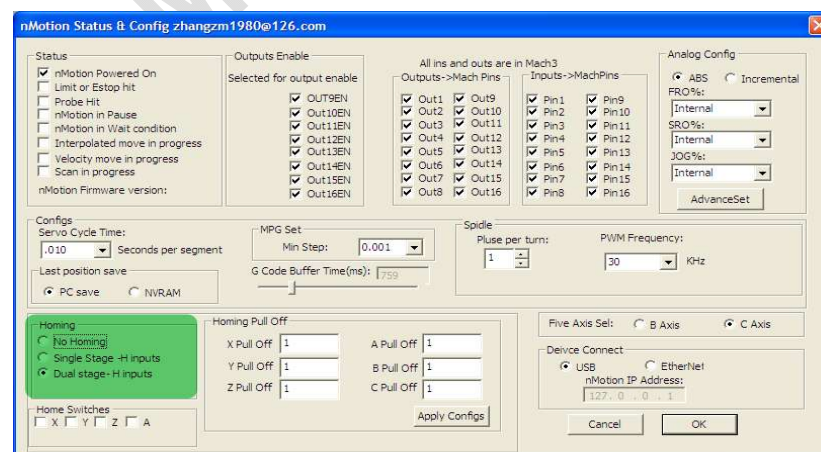 nMotion Status & Config zhangzm1980@126.com
Status
nMotion Powered On
Limit or Estop hit
Probe Hit
nMotion in Pause
nMotion in Wait condition
Interpolated move in progress
Velocity move in progress
Scan in progress
nMotion Firmware version:
Outputs Enable
Selected for output enable
OUT9EN
Out10EN
Out11EN
Out12EN
Out13EN
Out14EN
Out15EN
Out16EN
All ins and outs are in Mach3
Outputs->Mach Pins
Out1 Out9
Out2 Out10
Out3 Out11
Out4 Out12
Out5 Out13
Out6 Out14
Out7 Out15
Out8 Out16
Inputs->MachPins
Pin1 Pin9
Pin2 Pin10
Pin3 Pin11
Pin4 Pin12
Pin5 Pin13
Pin6 Pin14
Pin7 Pin15
Pin8 Pin16
Analog Config
ABS Incremental
FRO%:
Internal
SRO%:
Internal
JOG%:
Internal
AdvanceSet
Configs
Servo Cycle Time:
.010 Seconds per segment
Last position save
PC save NVRAM
MPG Set
Min Step: 0.001
G Code Buffer Time(ms): 759
Spidle
Pluse per turn: PWM Frequency:
1 30 KHz
Homing
No Homing
Single Stage -H inputs
Dual stage- H inputs
Home Switches
X Y Z A
Homing Pull Off
X Pull Off 1 A Pull Off 1
Y Pull Off 1 B Pull Off 1
Z Pull Off 1 C Pull Off 1
Apply Configs
Five Axis Sel: B Axis C Axis
Deivce Connect
USB EtherNet
nMotion IP Address:
127. 0 . 0 . 1
Cancel OK